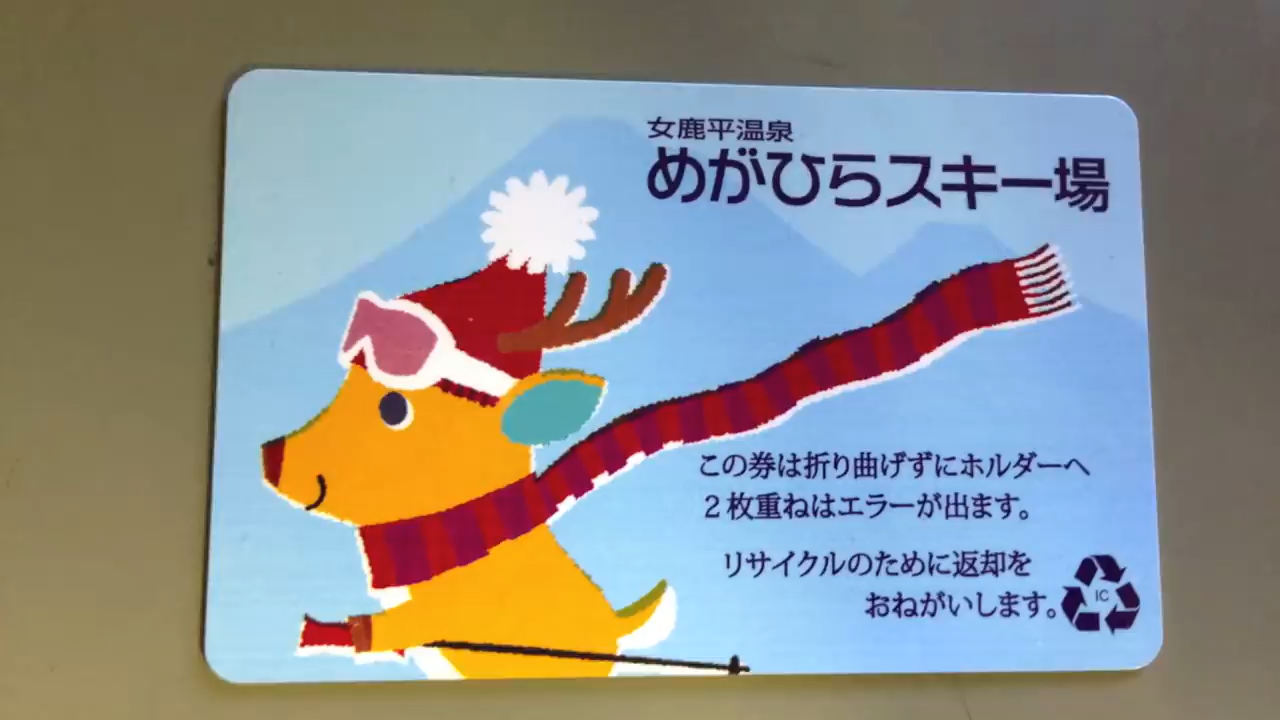 女鹿平温泉
めがひらスキー場
この券は折り曲げずにホルダーへ
2枚重ねはエラーが出ます。
リサイクルのために返却を
おねがいします。
IC